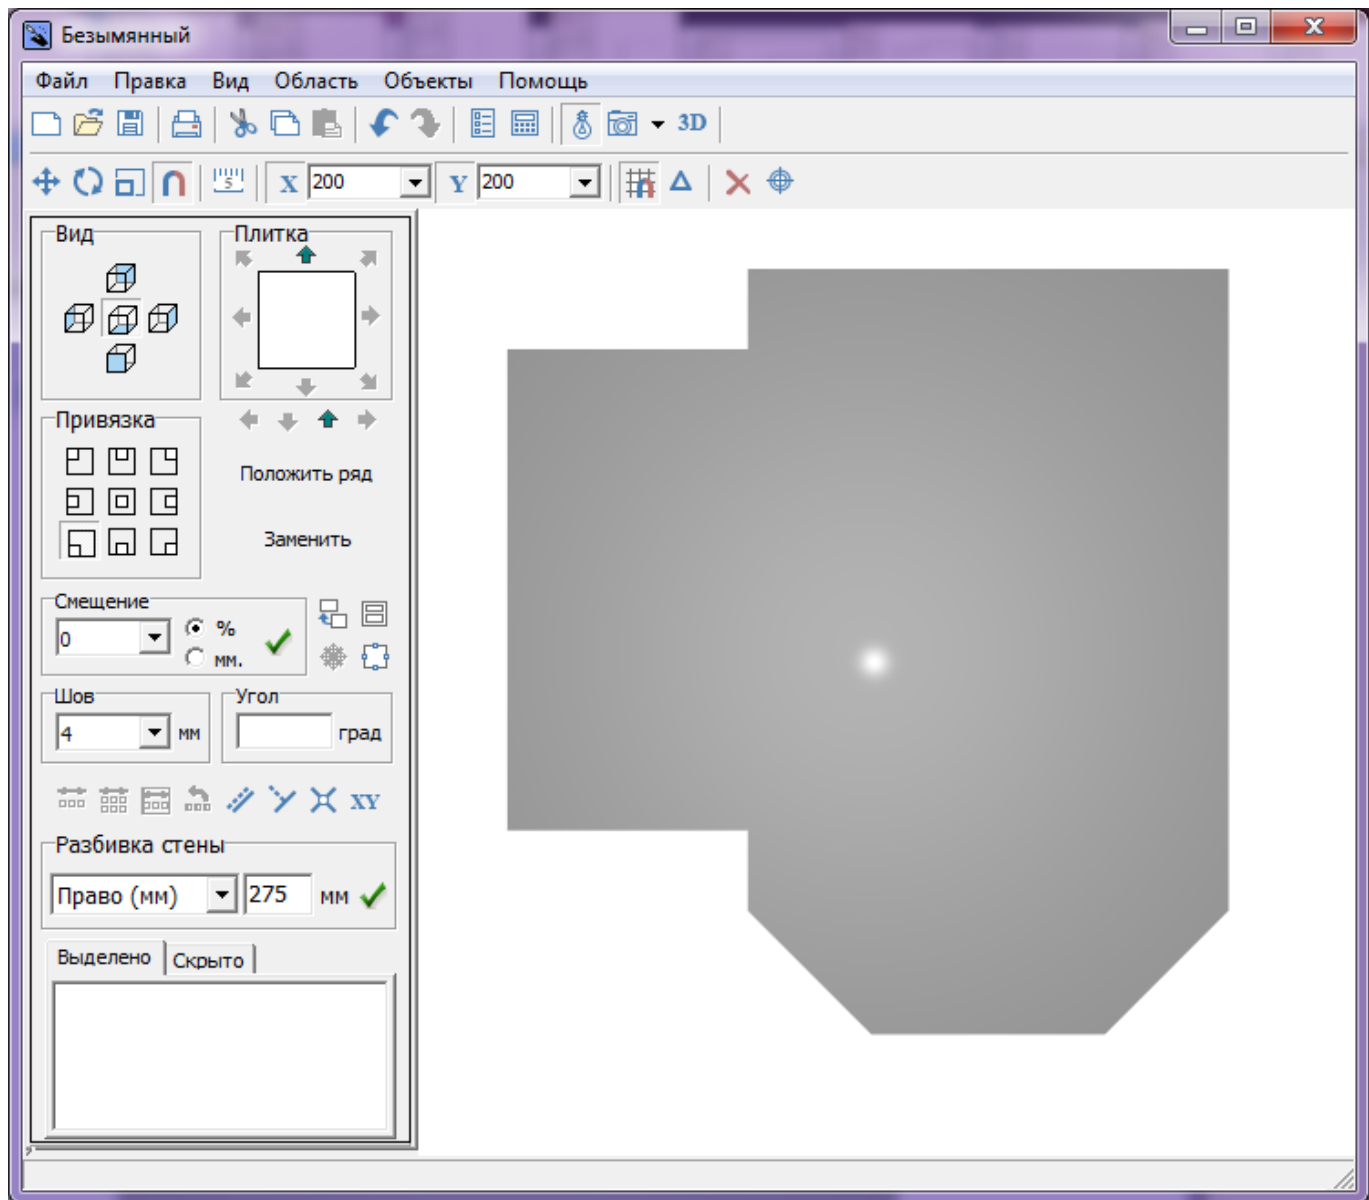 Безымянный
Файл Правка Вид Область Объекты Помощь
3D
5 X 200 Y 200
Вид Плитка
Привязка
Положить ряд
Заменить
Смещение
0 %
мм.
Шов Угол
4 мм град
XY
Разбивка стены
Право (мм) 275 мм
Выделено Скрыто